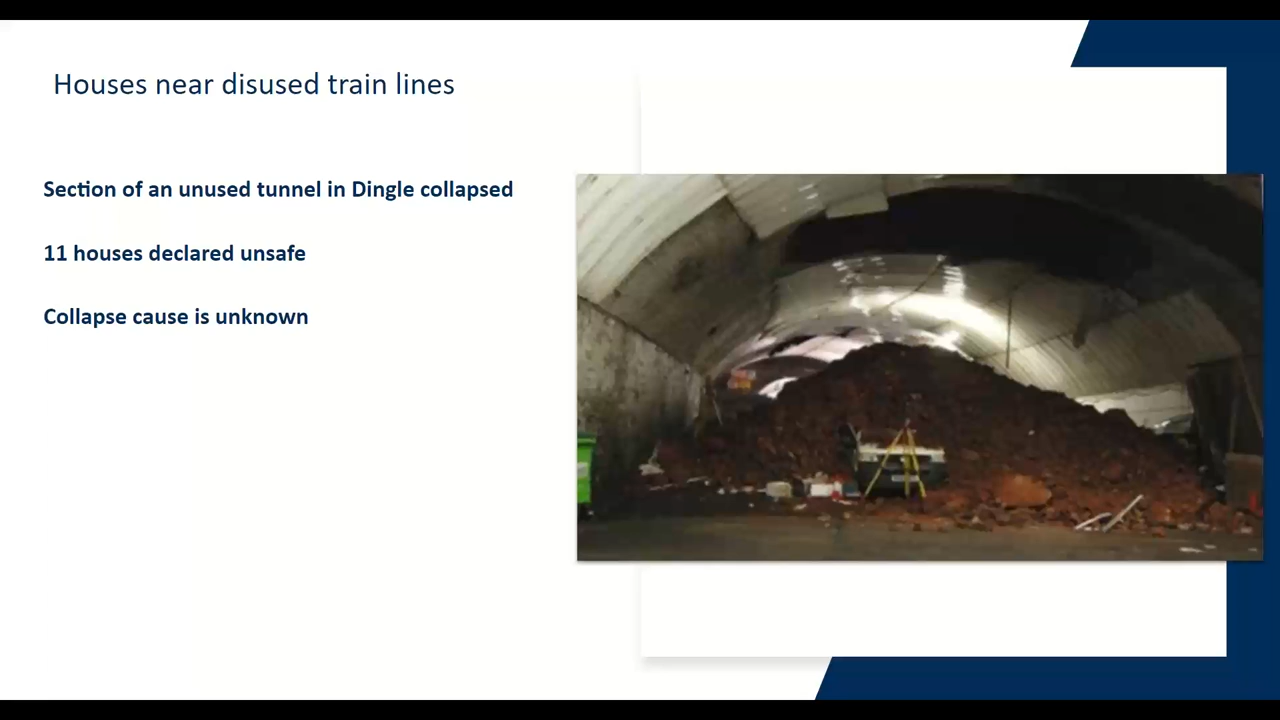 Houses near disused train lines
Section of an unused tunnel in Dingle collapsed
11 houses declared unsafe
Collapse cause is unknown